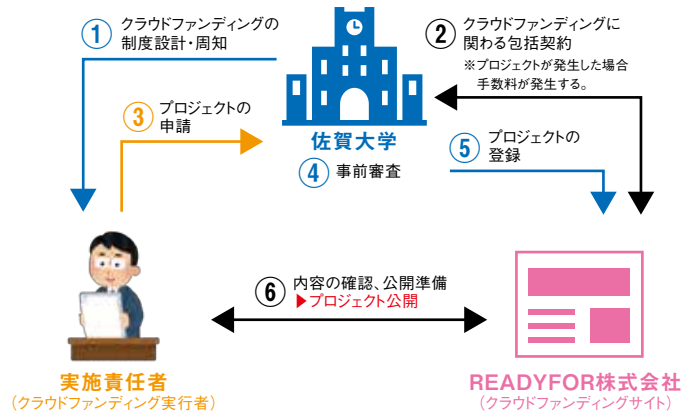 ① クラウドファンディングの
制度設計・周知
② クラウドファイディングに
関わる包括契約
※プロジェクトが発生した場合
手数料が発生する。
③ プロジェクトの
申請
佐賀大学
④ 事前審査
⑤ プロジェクトの
登録
⑥ 内容の確認、公開準備
▶プロジェクト公開
実施責任者
(クラウドファンディング実行者)
READYFOR株式会社
(クラウドファンディングサイト)